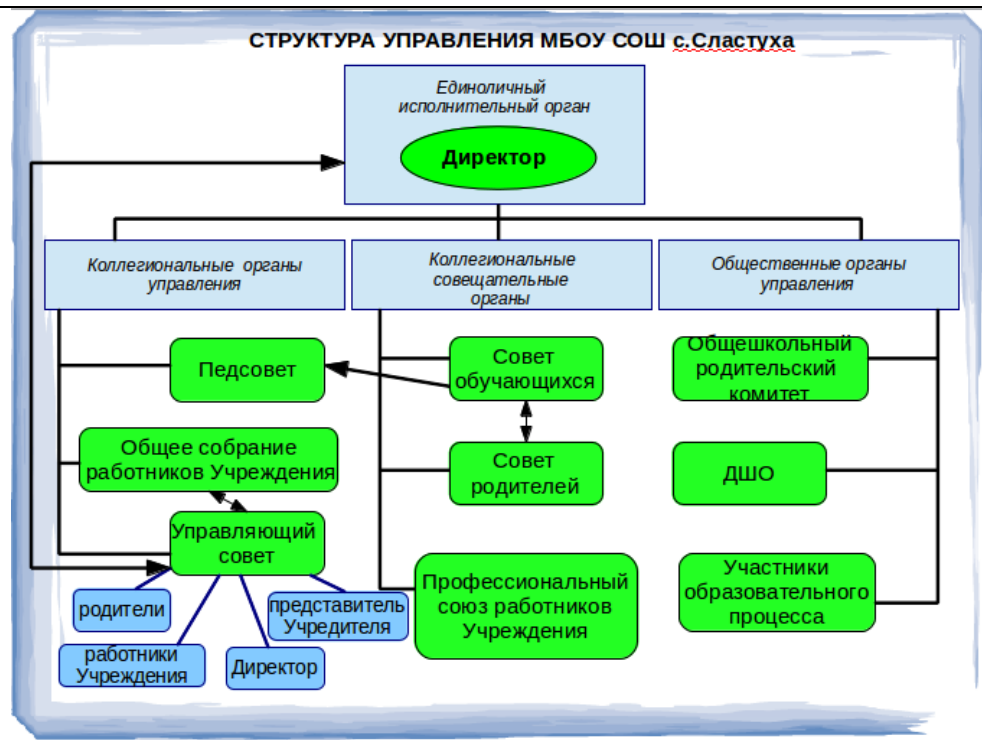 СТРУКТУРА УПРАВЛЕНИЯ МБОУ СОШ с.Сластуха
Единоличный
исполнительный орган
Директор
Коллегиональные органы
управления
Коллегиональные
совещательные
органы
Общественные органы
управления
Педсовет
Общее собрание
работников Учреждения
Управляющий
совет
родители
работники
Учреждения
Директор
представитель
Учредителя
Совет
обучающихся
Совет
родителей
Профессиональный
союз работников
Учреждения
Общешкольный
родительский
комитет
ДШО
Участники
образовательного
процесса